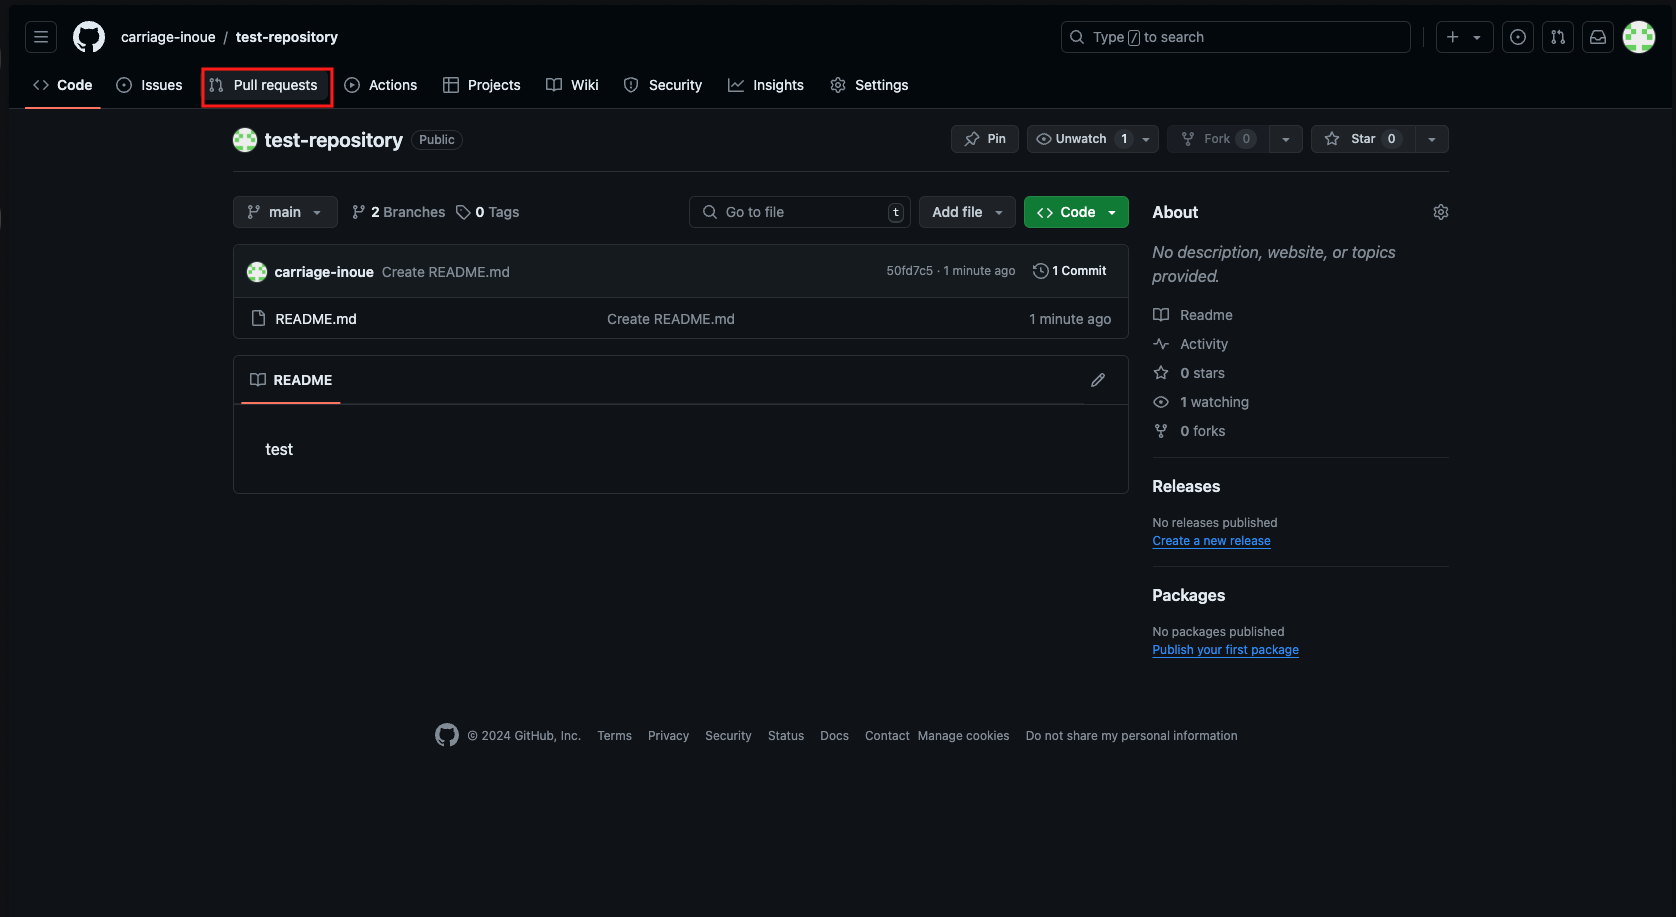 carriage-inoue / test-repository
Type / to search
Code Issues Pull requests Actions Projects Wiki Security Insights Settings
test-repository Public
Pin Unwatch 1 Fork 0 Star 0
main 2 Branches 0 Tags Go to file t Add file Code
carriage-inoue Create README.md 50fd7c5 · 1 minute ago 1 Commit
README.md Create README.md 1 minute ago
README
test
About
No description, website, or topics
provided.
Readme
Activity
0 stars
1 watching
0 forks
Releases
No releases published
Create a new release
Packages
No packages published
Publish your first package
© 2024 GitHub, Inc. Terms Privacy Security Status Docs Contact Manage cookies Do not share my personal information